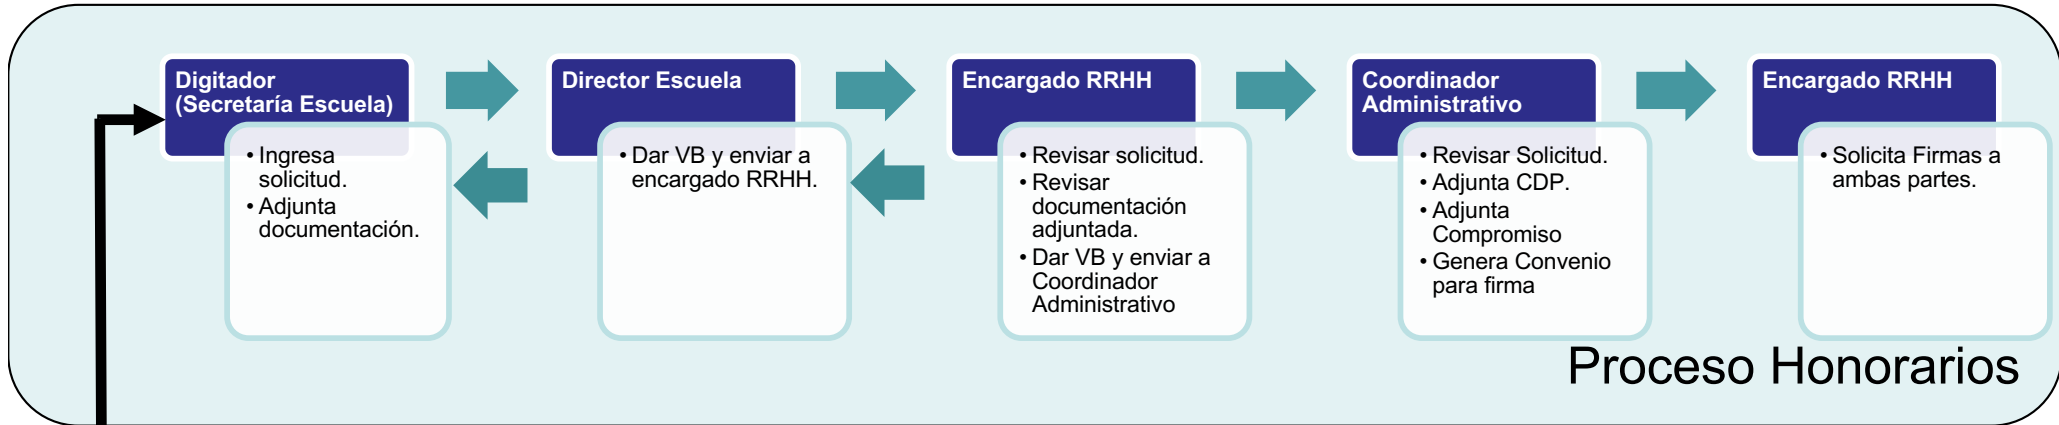 Digitador
(Secretaría Escuela)
• Ingresa
solicitud.
• Adjunta
documentación.
Director Escuela
• Dar VB y enviar a
encargado RRHH.
Encargado RRHH
• Revisar solicitud.
• Revisar
documentación
adjuntada.
• Dar VB y enviar a
Coordinador
Administrativo
Coordinador
Administrativo
• Revisar Solicitud.
• Adjunta CDP.
• Adjunta
Compromiso
• Genera Convenio
para firma
Encargado RRHH
• Solicita Firmas a
ambas partes.
Proceso Honorarios